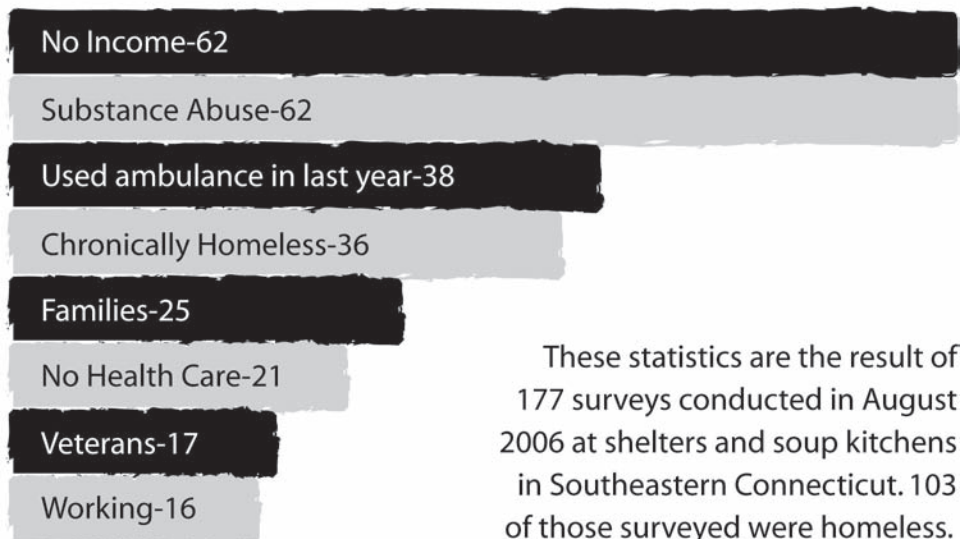 No Income-62
Substance Abuse-62
Used ambulance in last year-38
Chronically Homeless-36
Families-25
No Health Care-21
Veterans-17
Working-16
These statistics are the result of
177 surveys conducted in August
2006 at shelters and soup kitchens
in Southeastern Connecticut. 103
of those surveyed were homeless.